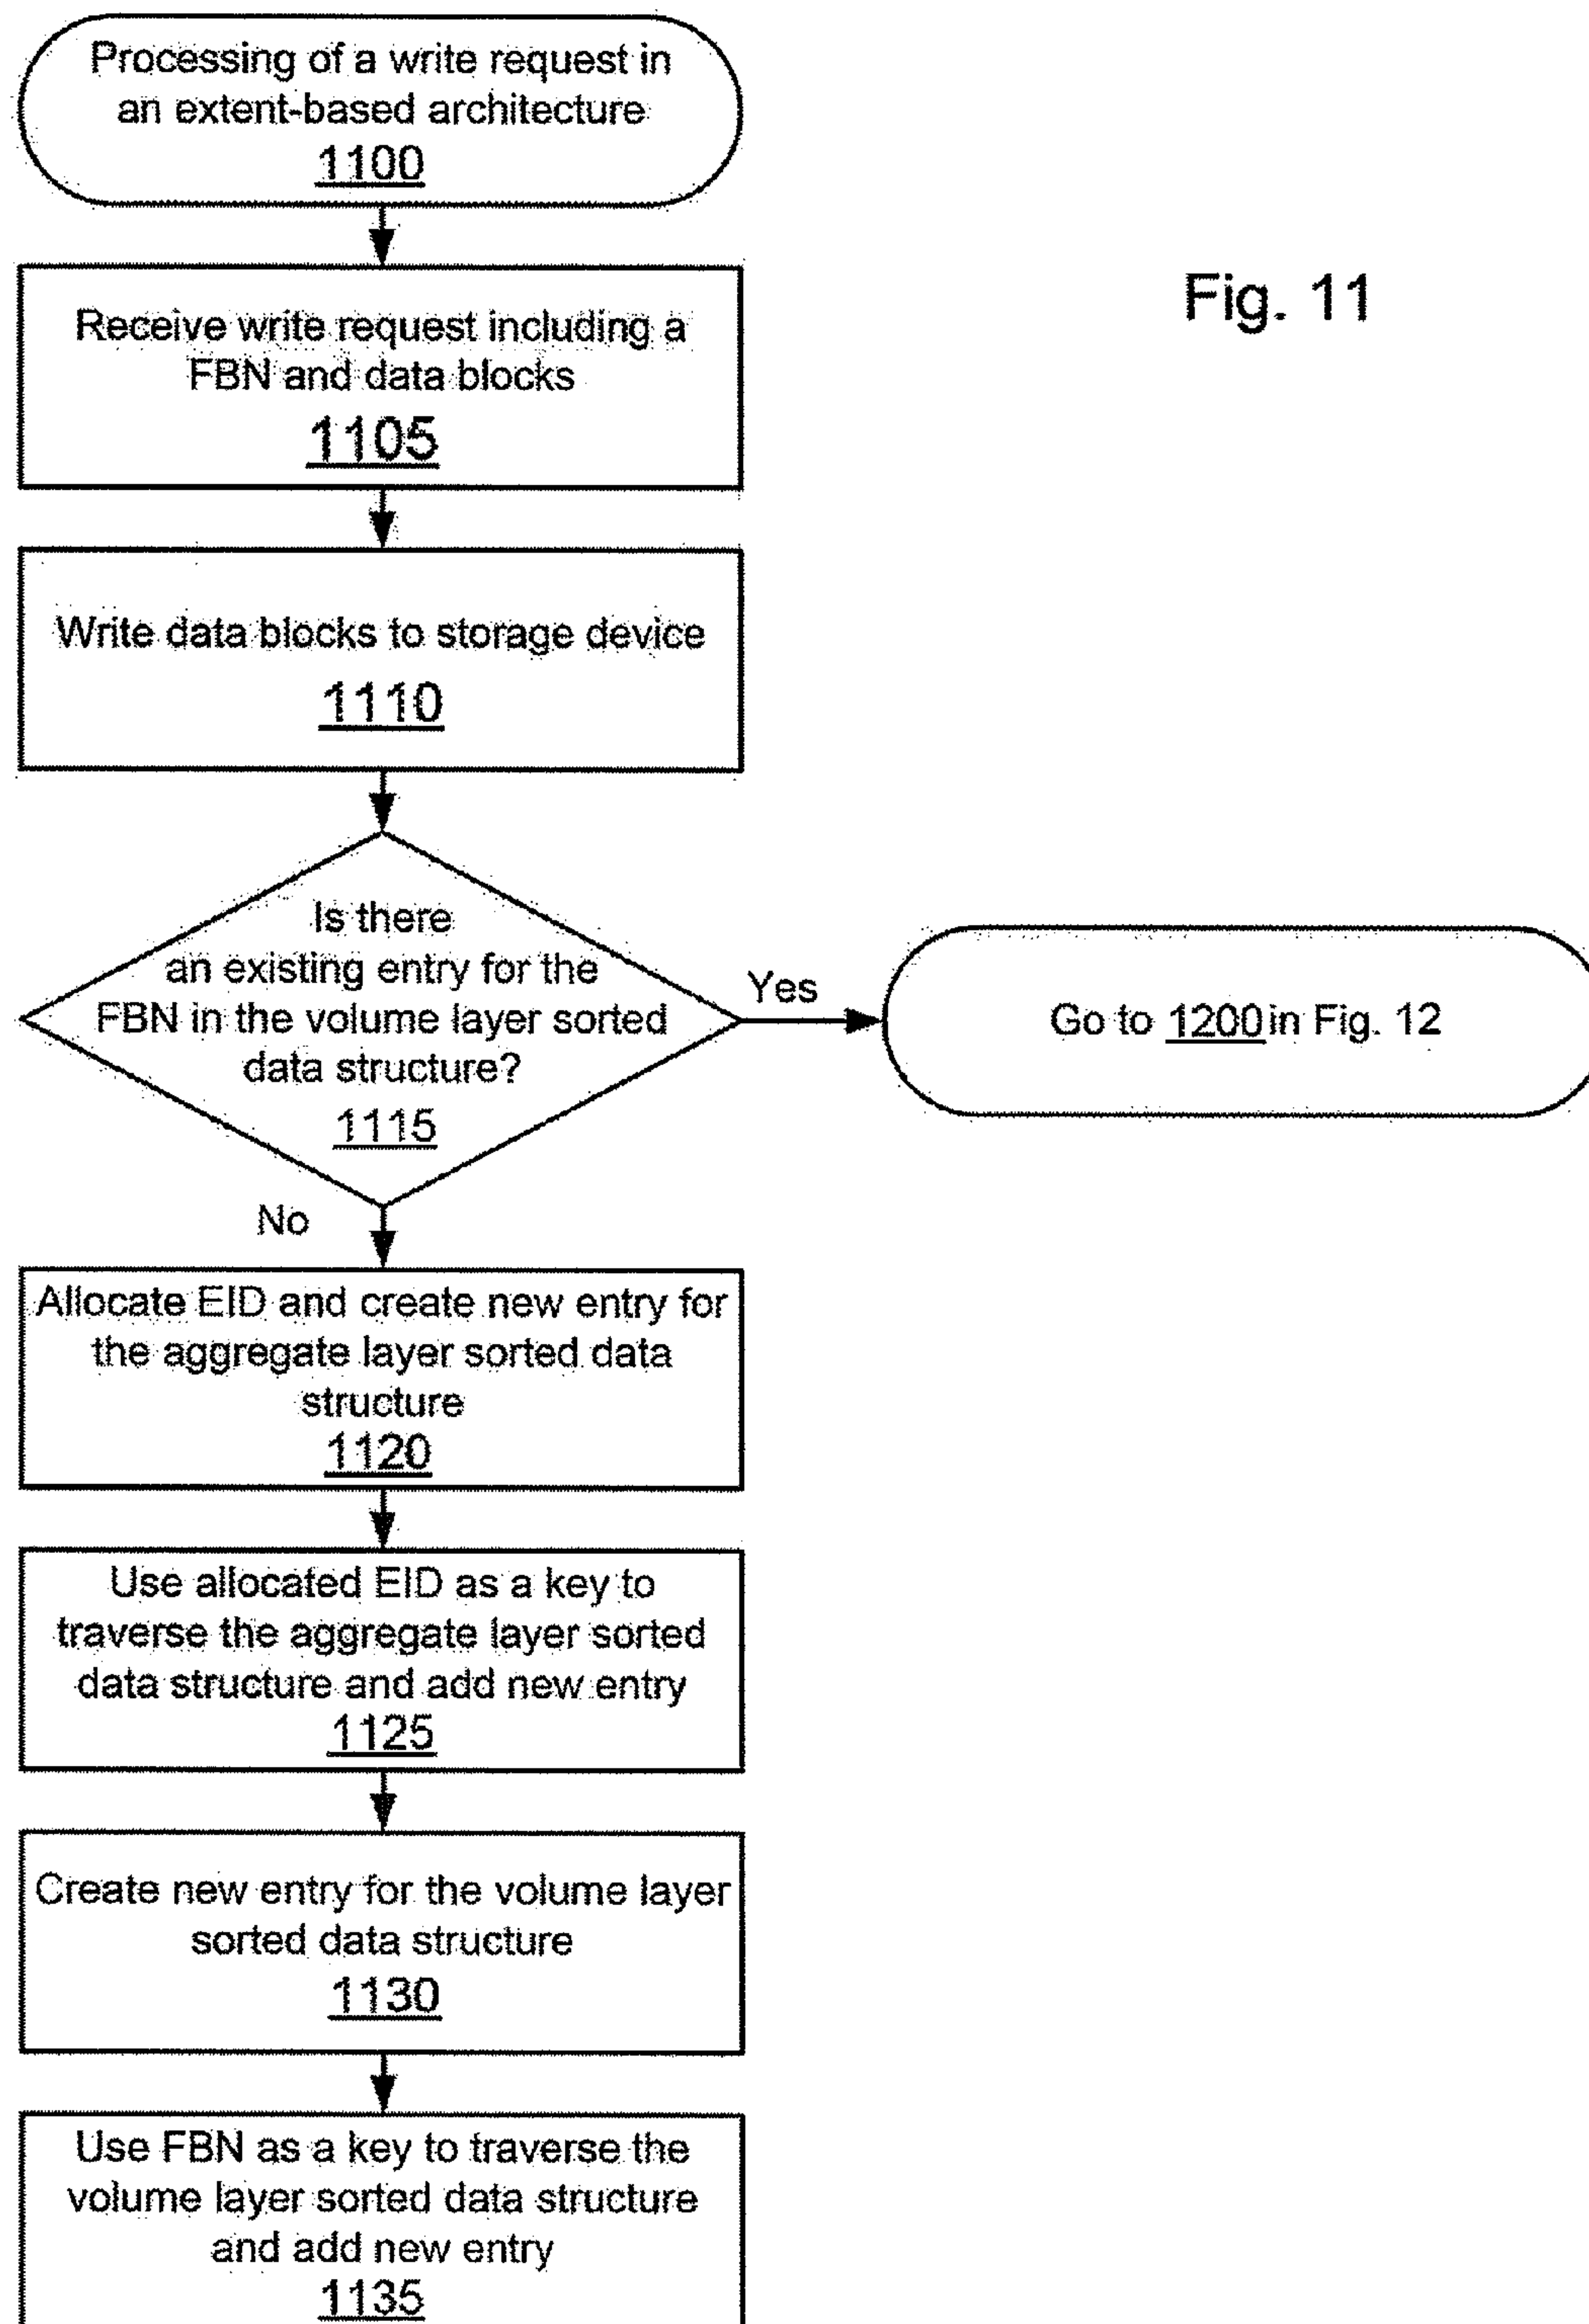 Processing of a write request in
an extent-based architecture
1100
Fig. 11
Receive write request including a
FBN and data blocks
1105
Write data blocks to storage device
1110
Is there
an existing entry for the
FBN in the volume layer sorted
data structure?
1115
Yes
Go to 1200 in Fig. 12
No
Allocate EID and create new entry for
the aggregate layer sorted data
structure
1120
Use allocated EID as a key to
traverse the aggregate layer sorted
data structure and add new entry
1125
Create new entry for the volume layer
sorted data structure
1130
Use FBN as a key to traverse the
volume layer sorted data structure
and add new entry
1135